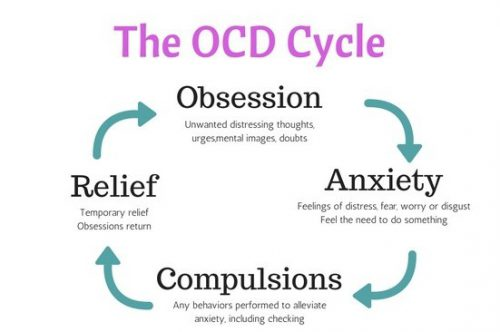 The OCD Cycle
Obsession
Unwanted distressing thoughts,
urges,mental images, doubts
Anxiety
Feelings of distress, fear, worry or disgust
Feel the need to do something
Compulsions
Any behaviors performed to alleviate
anxiety, including checking
Relief
Temporary relief
Obsessions return